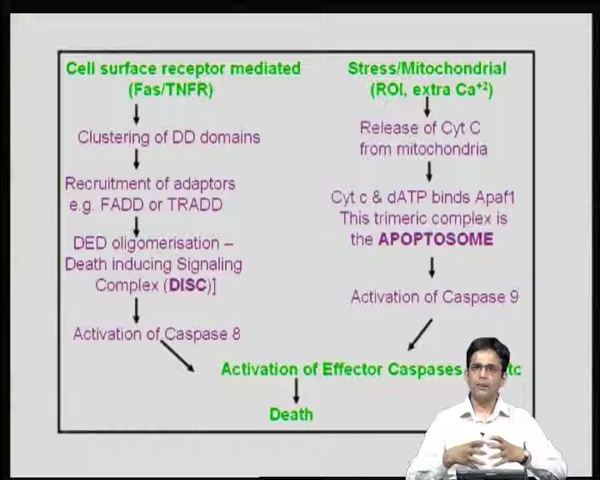 Cell surface receptor mediated
(Fas/TNFR)
Clustering of DD domains
Recruitment of adaptors
e.g. FADD or TRADD
DED oligomerisation –
Death inducing Signaling
Complex (DISC)]
Activation of Caspase 8
Stress/Mitochondrial
(ROI, extra Ca+2)
Release of Cyt C
from mitochondria
Cyt c & dATP binds Apaf1
This trimeric complex is
the APOPTOSOME
Activation of Caspase 9
Activation of Effector Caspases tc
Death